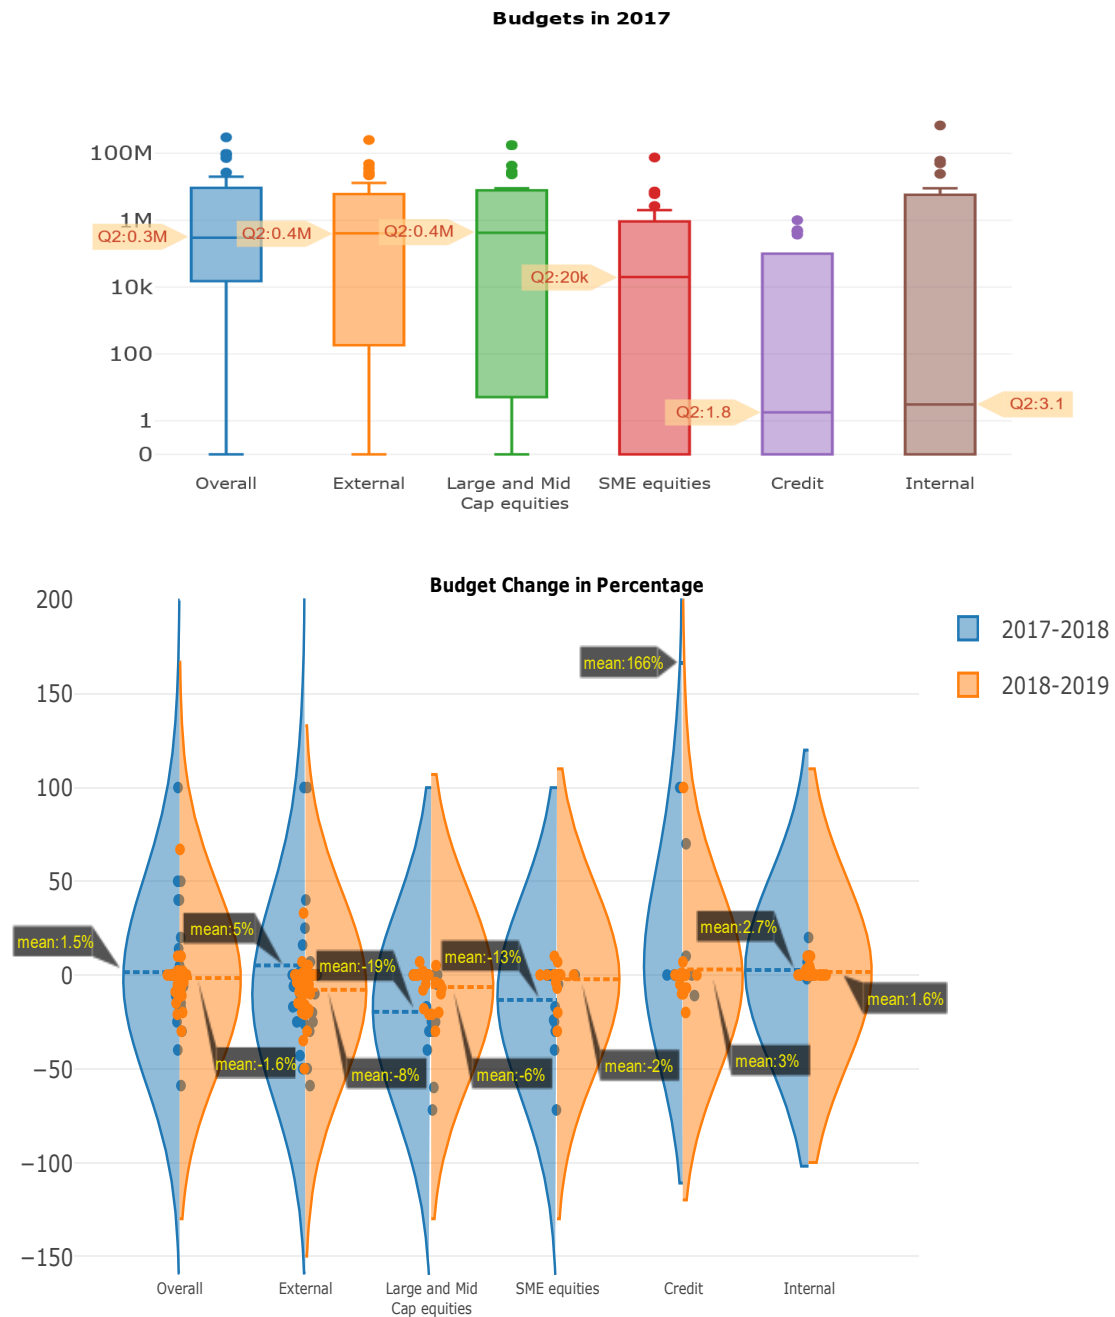 Budgets in 2017
100M
1M
10k
100
1
0
Q2:0.3M
Q2:0.4M
Q2:0.4M
Q2:20k
Q2:1.8
Q2:3.1
Overall
External
Large and Mid
Cap equities
SME equities
Credit
Internal
Budget Change in Percentage
200
150
100
50
0
−50
−100
−150
2017-2018
2018-2019
mean:166%
mean:1.5%
mean:5%
mean:-19%
mean:-13%
mean:2.7%
mean:-1.6%
mean:-8%
mean:-6%
mean:-2%
mean:3%
mean:1.6%
Overall
External
Large and Mid
Cap equities
SME equities
Credit
Internal